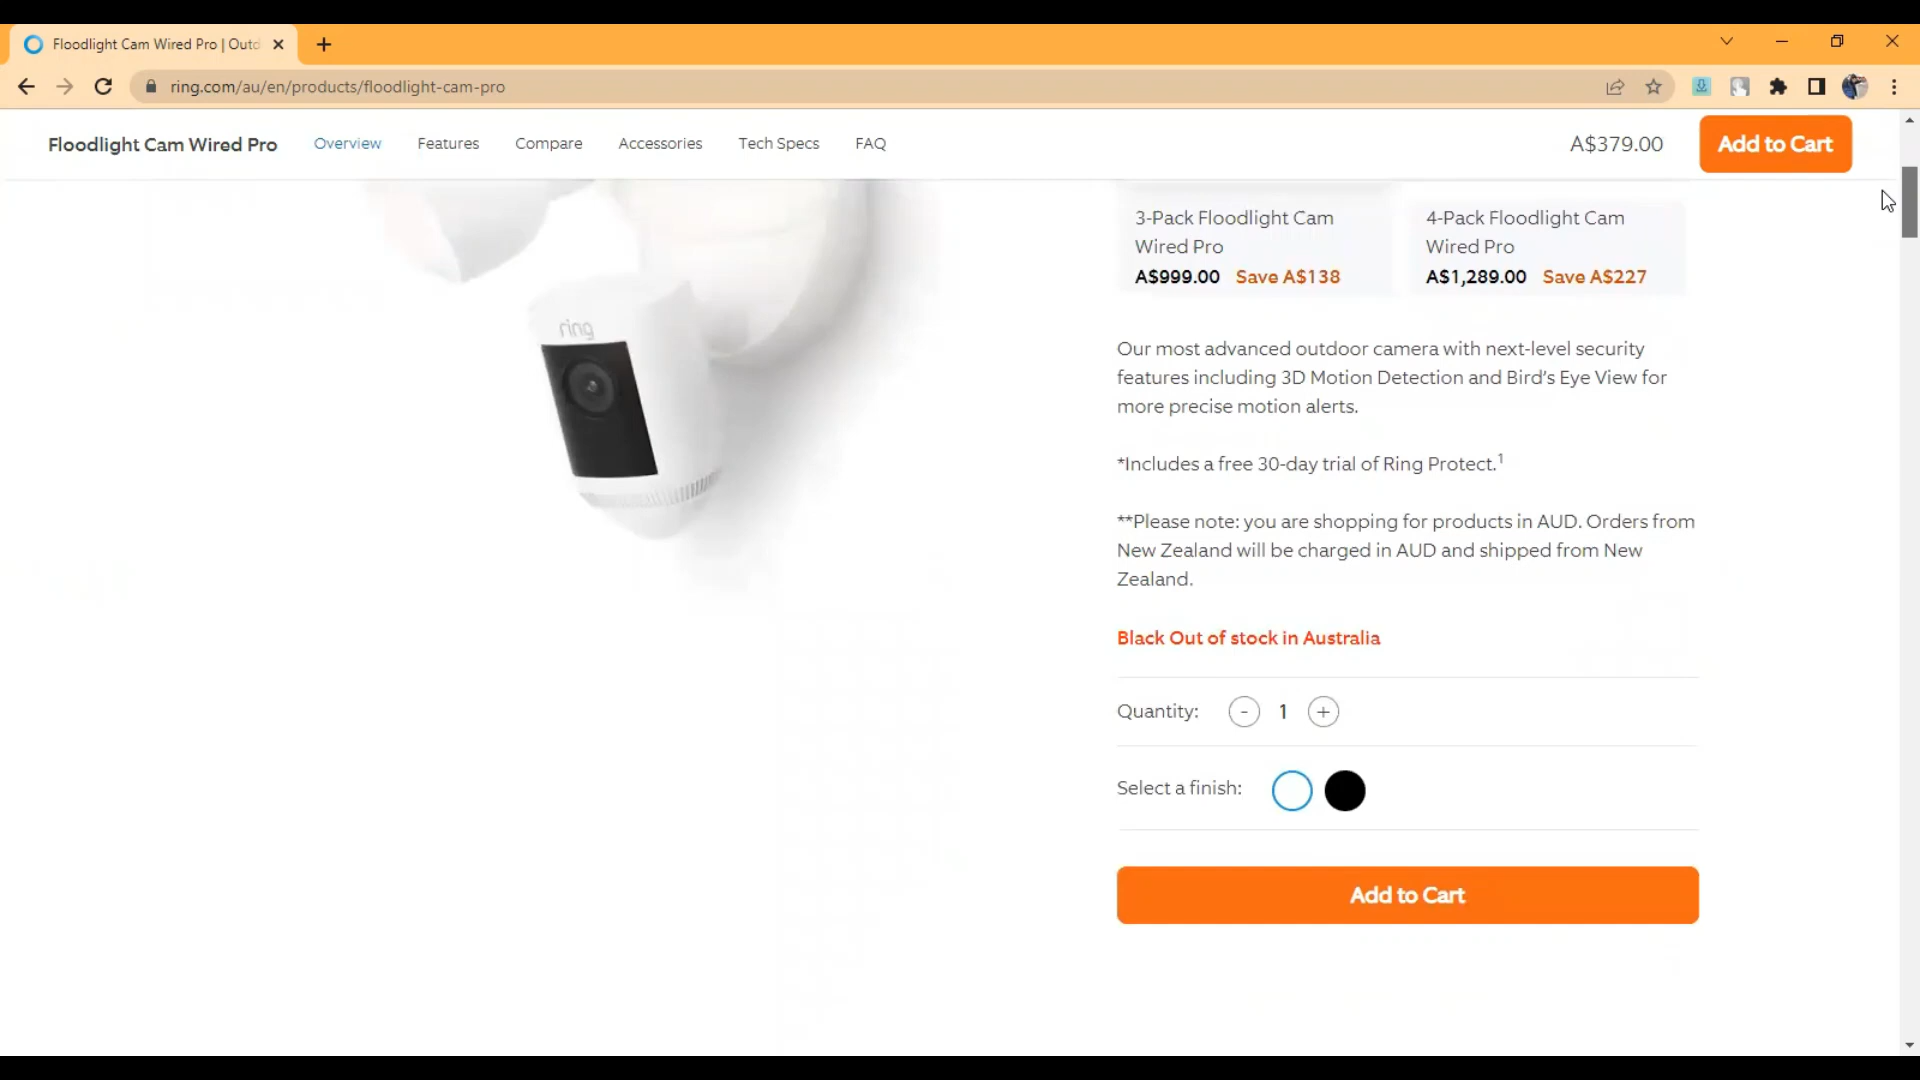 Floodlight Cam Wired Pro | Outd
ring.com/au/en/products/floodlight-cam-pro
Floodlight Cam Wired Pro Overview Features Compare Accessories Tech Specs FAQ A$379.00 Add to Cart
3-Pack Floodlight Cam
Wired Pro
A$999.00 Save A$138
4-Pack Floodlight Cam
Wired Pro
A$1,289.00 Save A$227
ring
Our most advanced outdoor camera with next-level security
features including 3D Motion Detection and Bird’s Eye View for
more precise motion alerts.
*Includes a free 30-day trial of Ring Protect.1
**Please note: you are shopping for products in AUD. Orders from
New Zealand will be charged in AUD and shipped from New
Zealand.
Black Out of stock in Australia
Quantity: - 1 +
Select a finish:
Add to Cart